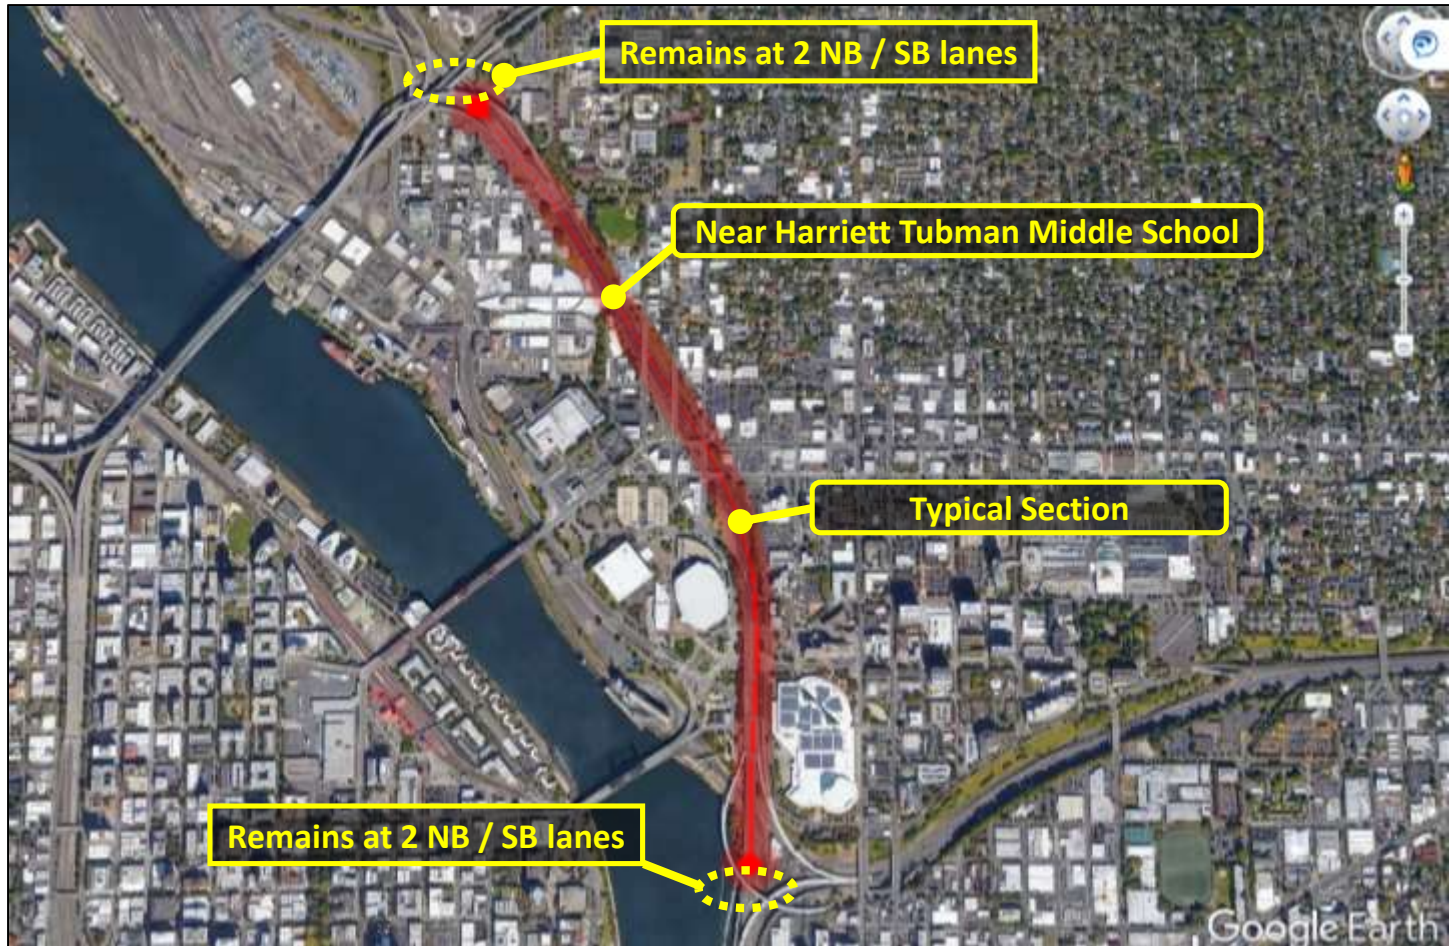 Remains at 2 NB / SB lanes
Near Harriett Tubman Middle School
Typical Section
Remains at 2 NB / SB lanes
Google Earth